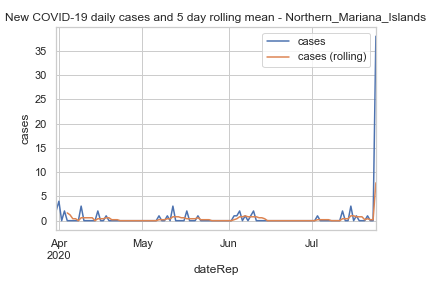 New COVID-19 daily cases and 5 day rolling mean - Northern_Mariana_Islands
cases
cases (rolling)
cases
35
30
25
20
15
10
5
0
Apr
2020
May
Jun
Jul
dateRep